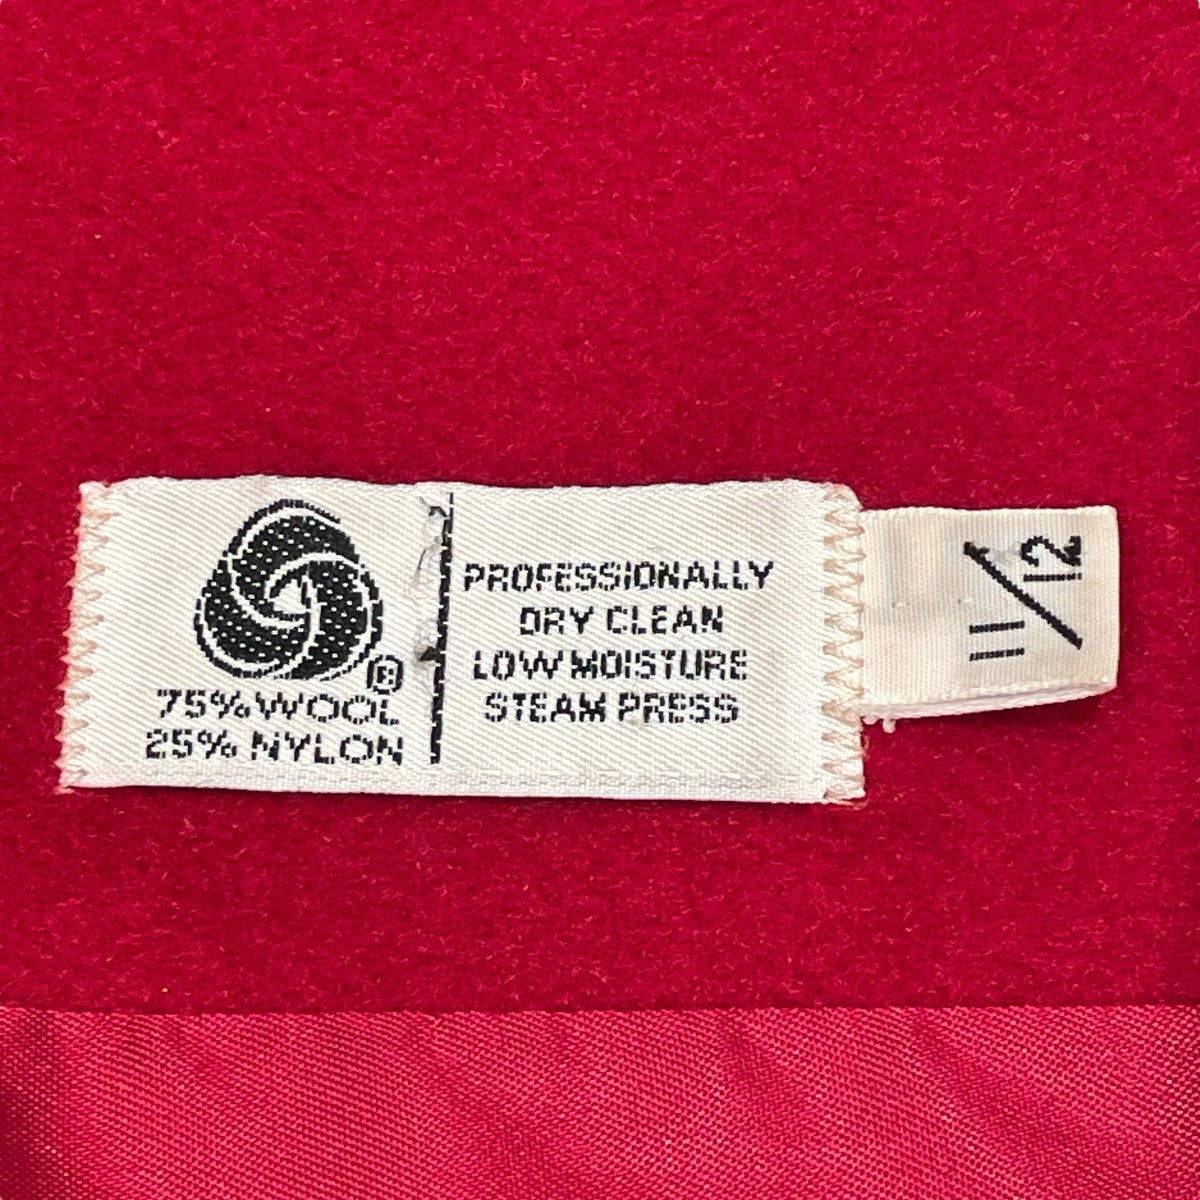 ®
75% WOOL
25% NYLON
PROFESSIONALLY
DRY CLEAN
LOW MOISTURE
STEAM PRESS
11/12